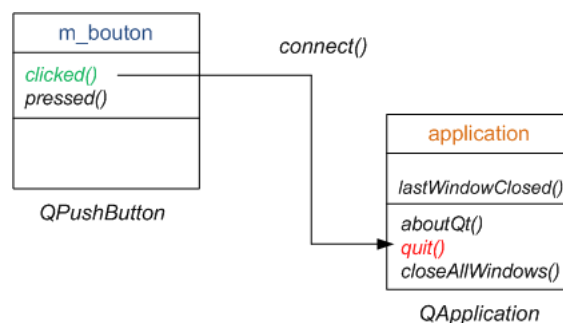 m_bouton
clicked()
pressed()
QPushButton
connect()
application
lastWindowClosed()
aboutQt()
quit()
closeAllWindows()
QApplication